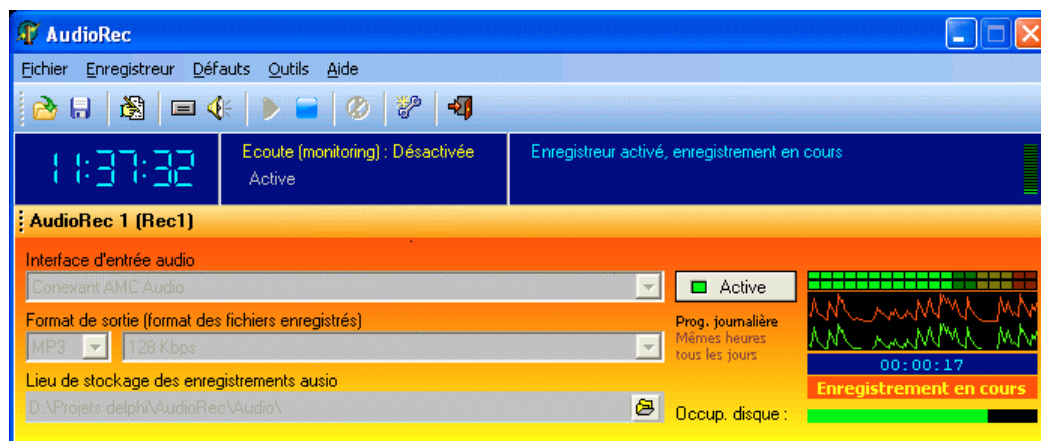 AudioRec
Fichier Enregistreur Défauts Outils Aide
11:37:32
Ecoute (monitoring) : Désactivée
Active
Enregistreur activé, enregistrement en cours
AudioRec 1 (Rec1)
Interface d'entrée audio
Conexant AMC Audio
Active
Format de sortie (format des fichiers enregistrés)
MP3
128 Kbps
Prog. journalière
Mêmes heures
tous les jours
00:00:17
Enregistrement en cours
Lieu de stockage des enregistrements ausio
D:\Projets delphi\AudioRec\Audio\
Occup. disque :